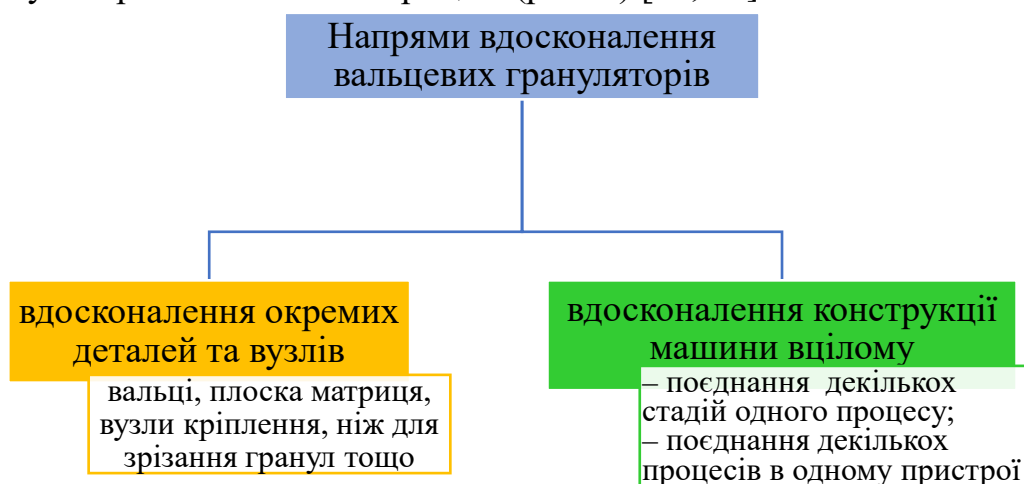 Напрями вдосконалення
вальцевих грануляторів
вдосконалення окремих
деталей та вузлів
вальці, плоска матриця,
вузли кріплення, ніж для
зрізання гранул тощо
вдосконалення конструкції
машини вцілому
– поєднання декількох
стадій одного процесу;
– поєднання декількох
процесів в одному пристрої